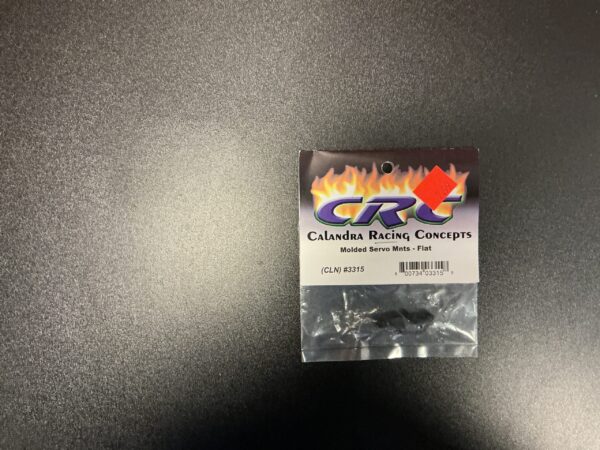 CRC
Calandra Racing Concepts
Molded Servo Mnts - Flat
(CLN) #3315
00734 03315